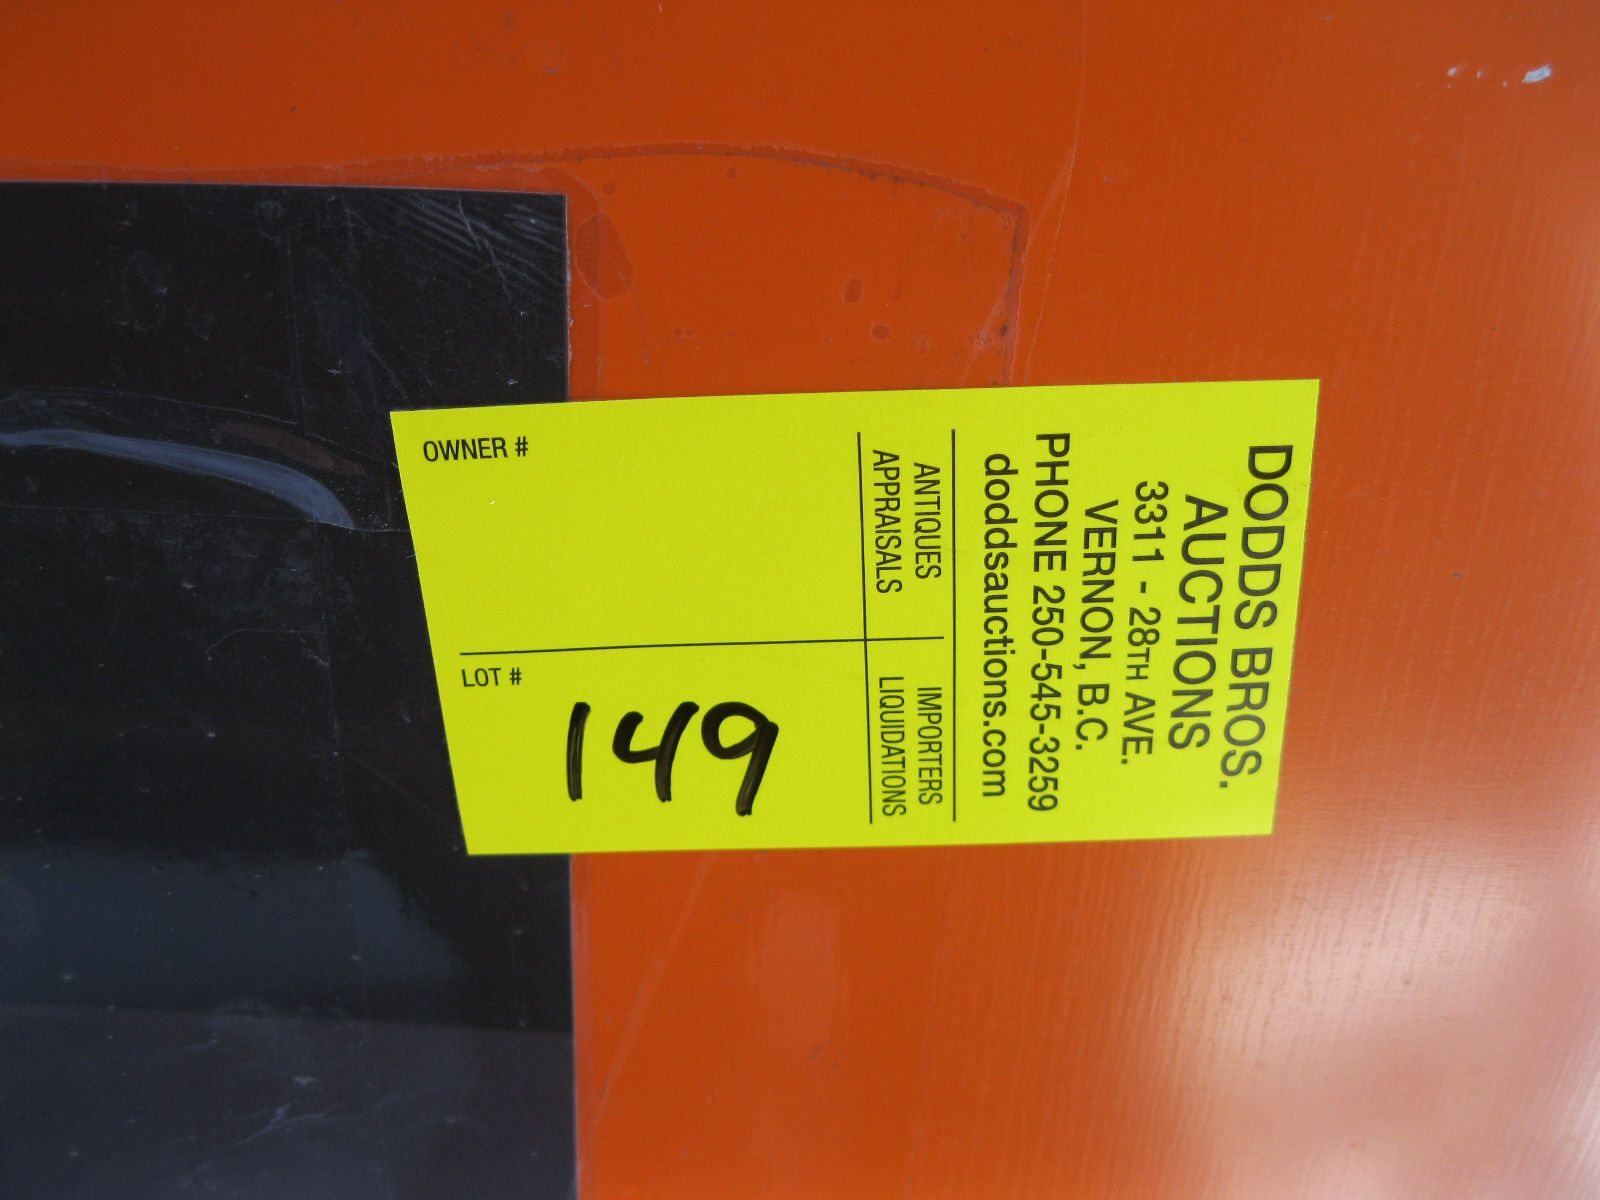 DODDS BROS.
AUCTIONS
3311 - 28TH AVE.
VERNON, B.C.
PHONE 250-545-3259
doddsauctions.com
ANTIQUES
APPRAISALS
IMPORTERS
LIQUIDATIONS
OWNER #
LOT #
149